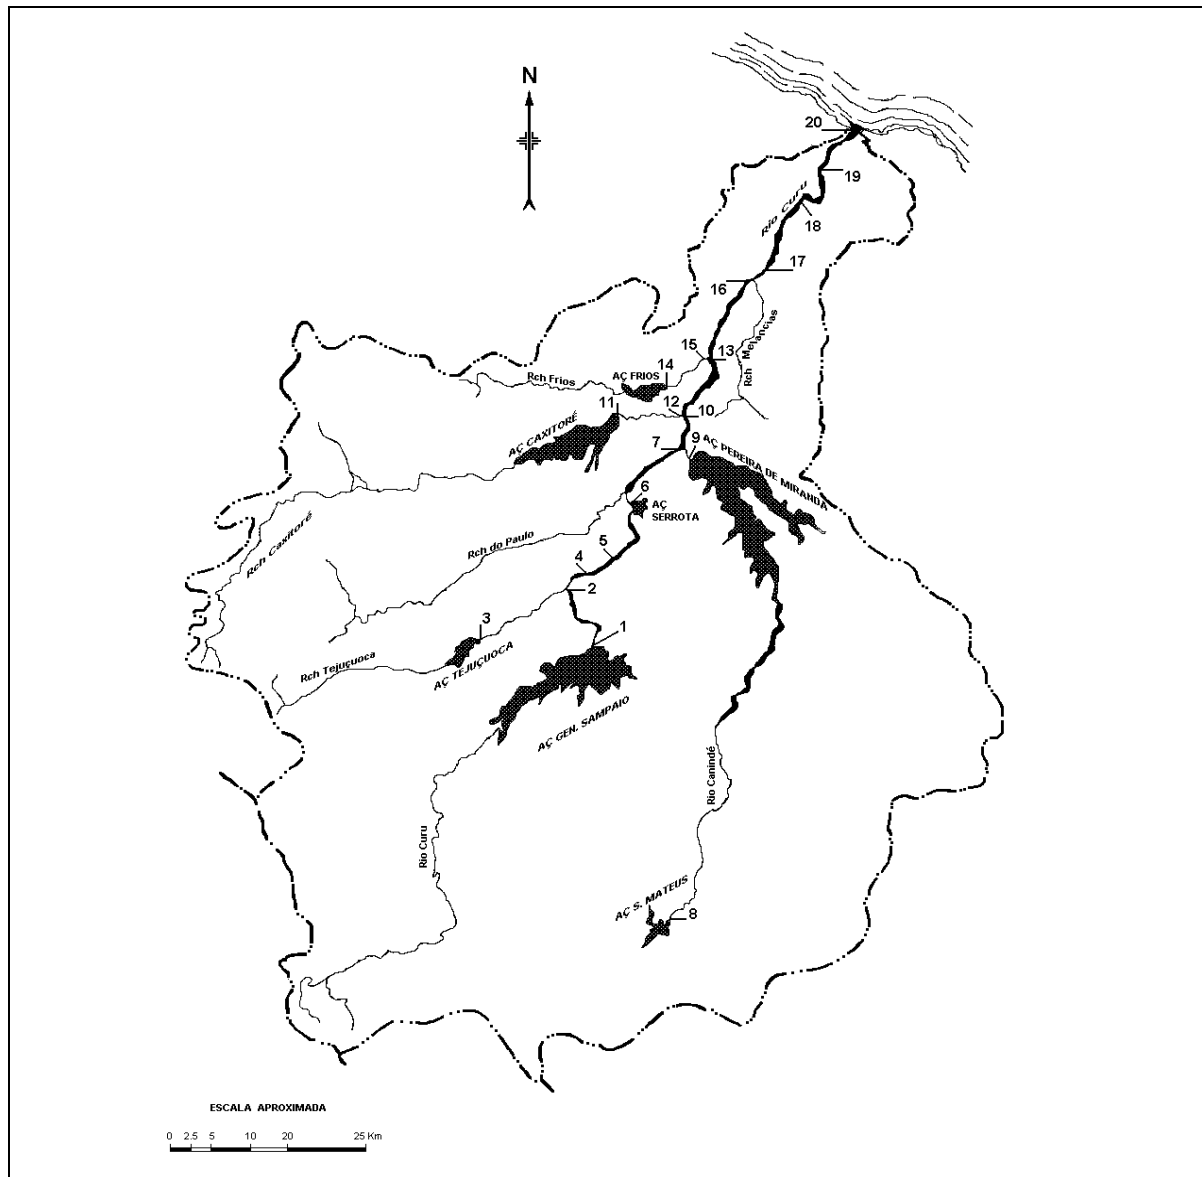 N
20
19
Rio Curu
18
17
16
Rch Melancias
15
13
14
AÇ FRIOS
Rch Frios
11
12
10
AÇ CAXITORÉ
7
9
AÇ PEREIRA DE MIRANDA
6
AÇ
SERROTA
Rch Caxitoré
Rch do Paulo
5
4
2
3
1
Rch Tejuçuoca
AÇ TEJUÇUOCA
AÇ GEN. SAMPAIO
Rio Canindé
Rio Curu
AÇ S. MATEUS
8
ESCALA APROXIMADA
0 2.5 5 10 20 25 Km